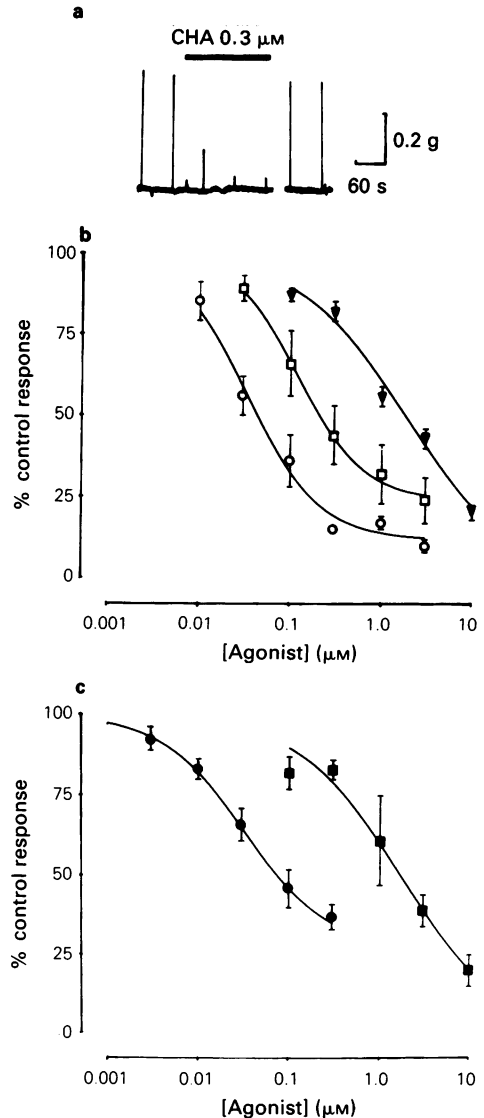 a
CHA 0.3 μM
0.2 g
60 s
b
100
75
50
25
0
% control response
0.001
0.01
0.1
1.0
10
[Agonist] (μM)
c
100
75
50
25
0
% control response
0.001
0.01
0.1
1.0
10
[Agonist] (μM)